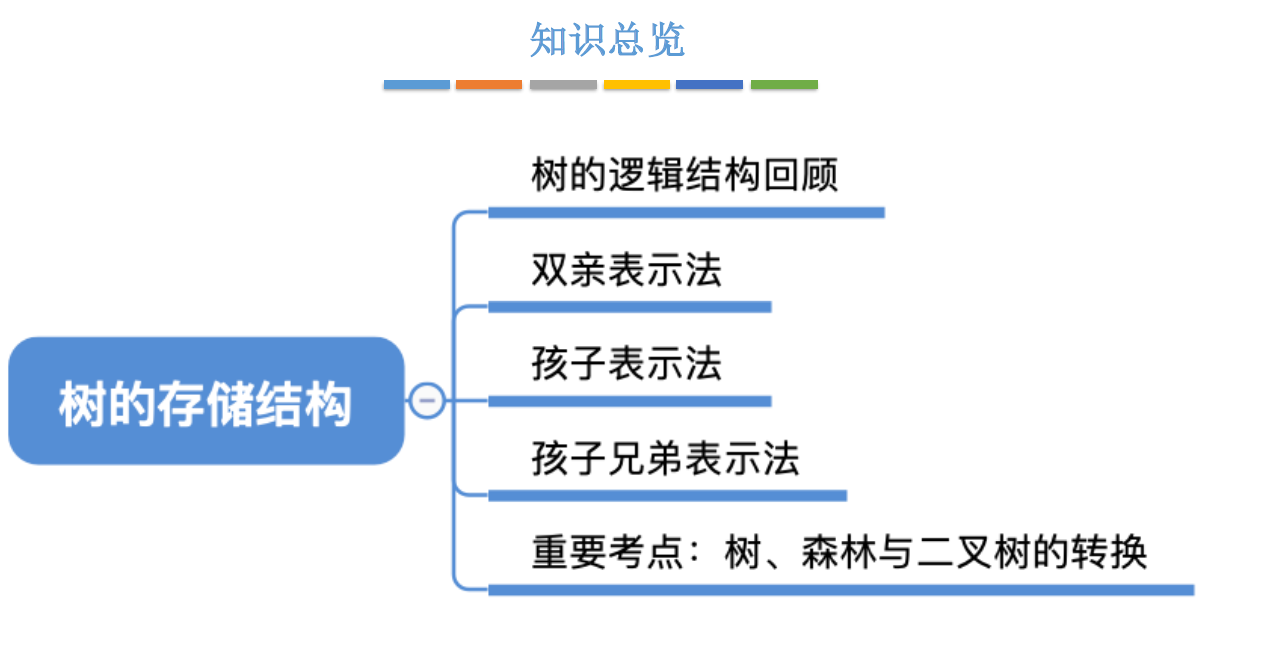 知识总览
树的逻辑结构回顾
双亲表示法
孩子表示法
树的存储结构
孩子兄弟表示法
重要考点：树、森林与二叉树的转换